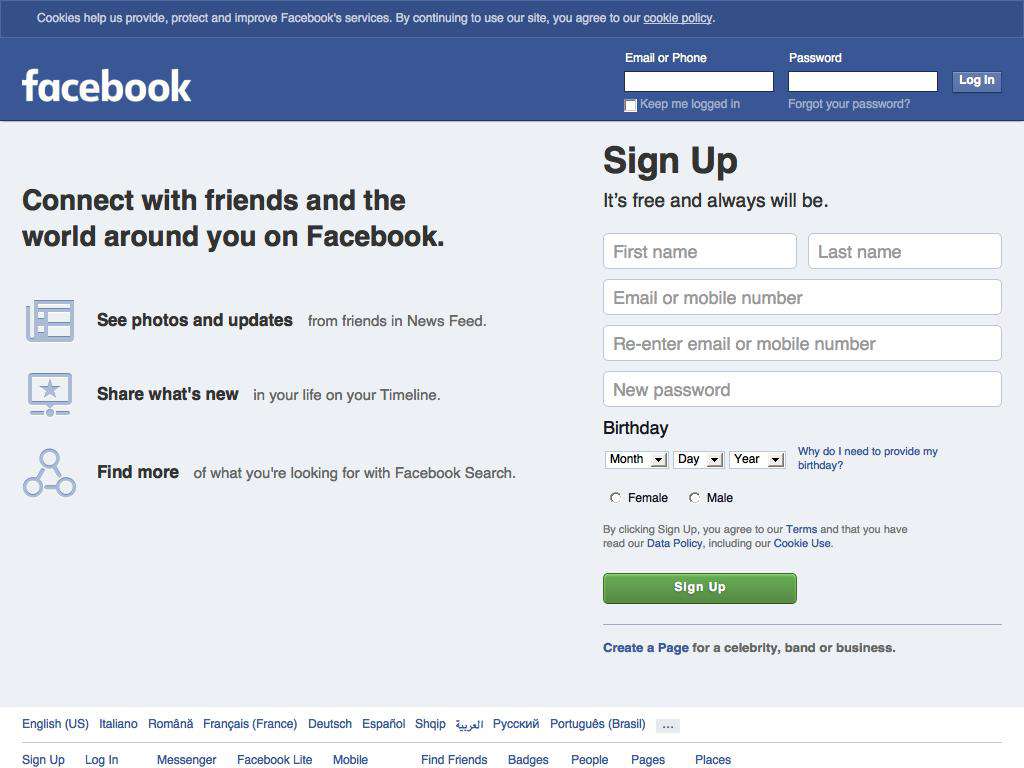 Cookies help us provide, protect and improve Facebook's services. By continuing to use our site, you agree to our cookie policy.
facebook
Email or Phone
Password
Log In
Keep me logged in
Forgot your password?
Sign Up
It's free and always will be.
Connect with friends and the
world around you on Facebook.
See photos and updates from friends in News Feed.
Share what's new in your life on your Timeline.
Find more of what you're looking for with Facebook Search.
First name
Last name
Email or mobile number
Re-enter email or mobile number
New password
Birthday
Month Day Year
Why do I need to provide my
birthday?
Female Male
By clicking Sign Up, you agree to our Terms and that you have
read our Data Policy, including our Cookie Use.
Sign Up
Create a Page for a celebrity, band or business.
English (US) Italiano Română Français (France) Deutsch Español Shqip العربية Русский Português (Brasil) ...
Sign Up Log In Messenger Facebook Lite Mobile Find Friends Badges People Pages Places